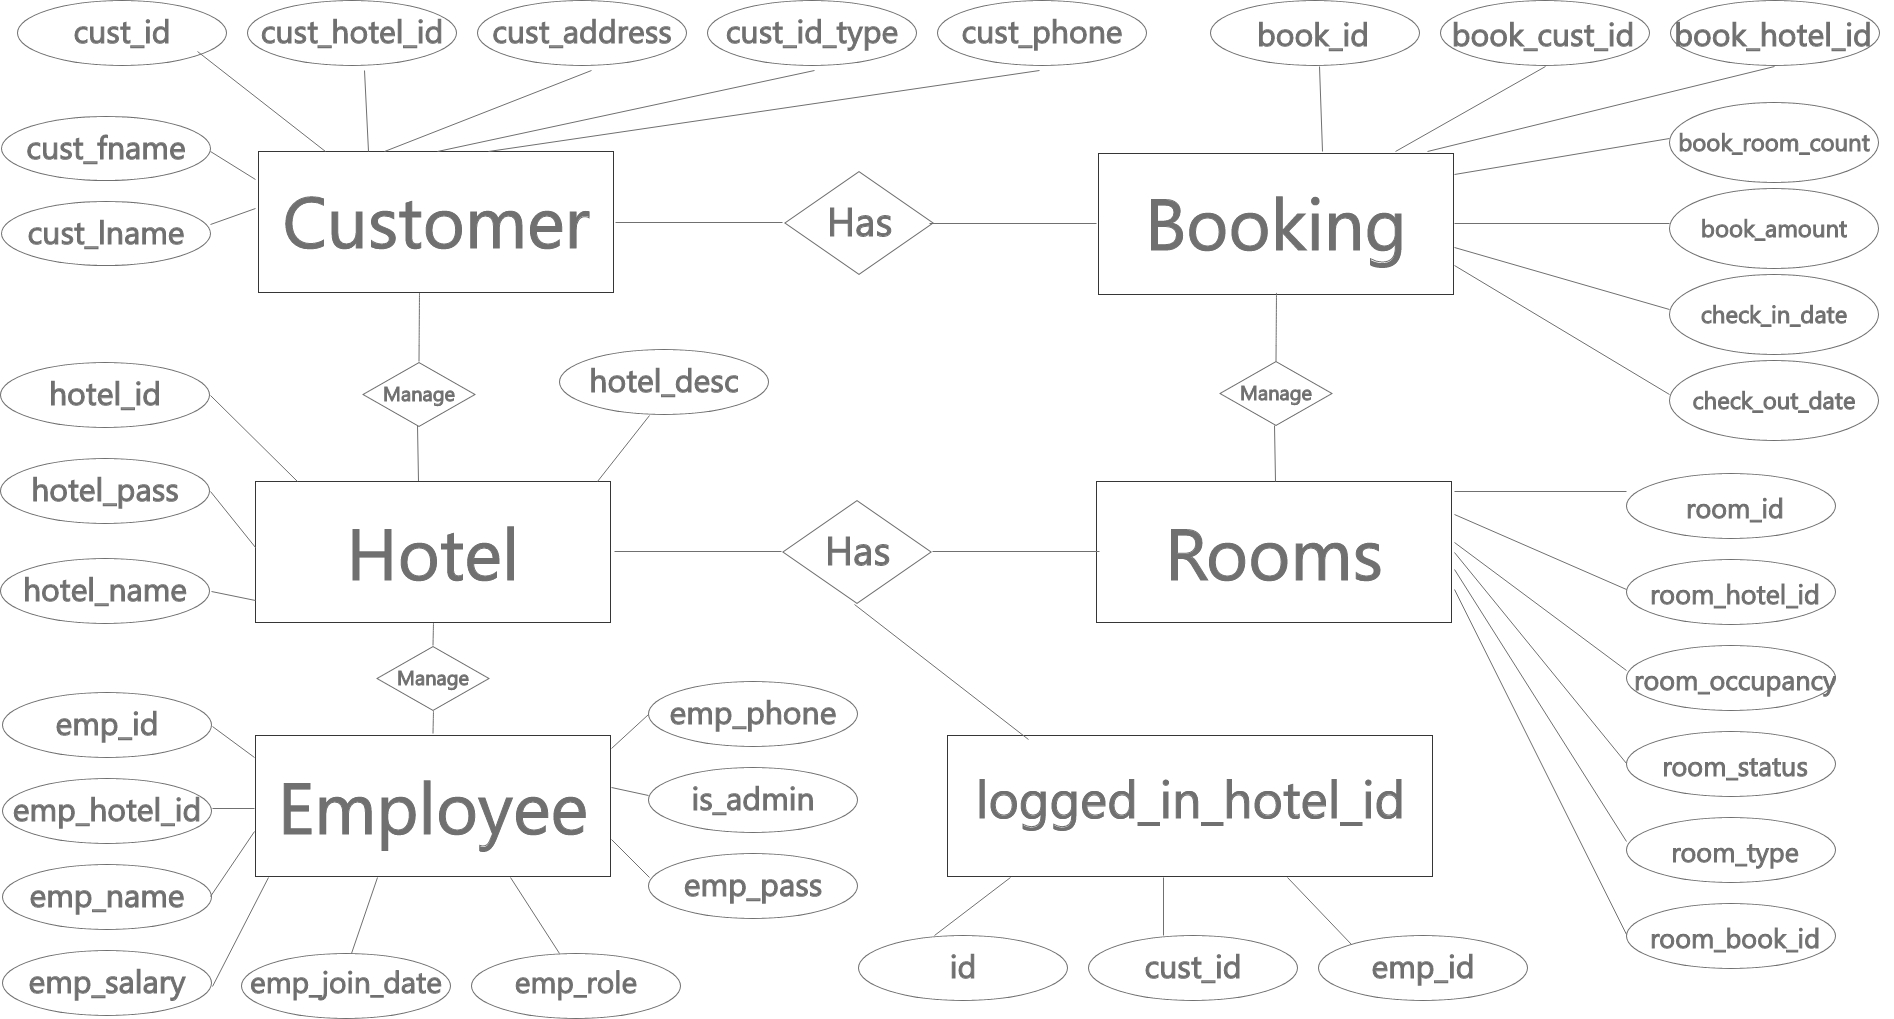 cust_id
cust_hotel_id
cust_address
cust_id_type
cust_phone
book_id
book_cust_id
book_hotel_id
cust_fname
cust_lname
Customer
Has
Booking
book_room_count
book_amount
check_in_date
check_out_date
Manage
Manage
hotel_id
hotel_desc
hotel_pass
hotel_name
Hotel
Has
Rooms
room_id
room_hotel_id
room_occupancy
room_status
room_type
room_book_id
Manage
emp_id
emp_hotel_id
emp_name
emp_salary
Employee
emp_phone
is_admin
emp_pass
emp_join_date
emp_role
logged_in_hotel_id
id
cust_id
emp_id